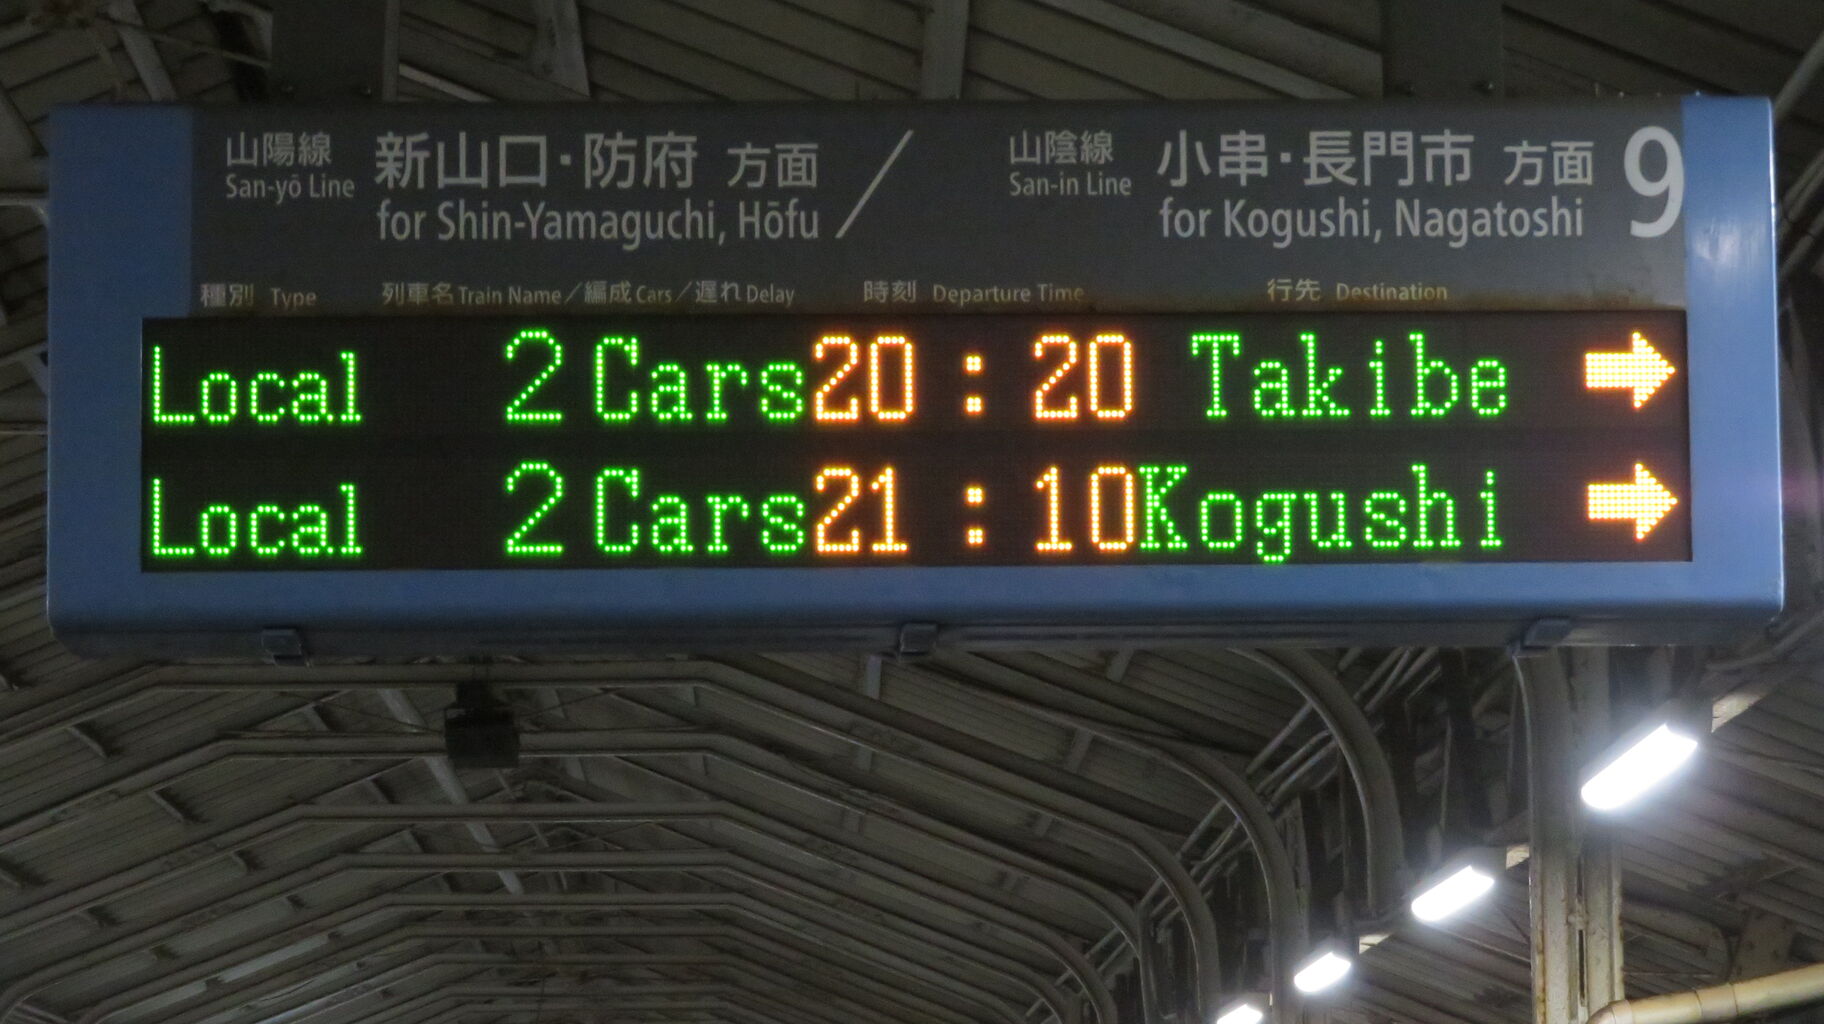 山陽線 新山口・防府 方面 / 山陰線 小串・長門市 方面 9
San-yō Line for Shin-Yamaguchi, Hōfu San-in Line for Kogushi, Nagatoshi
種別 Type 列車名 Train Name / 編成 Cars / 遅れ Delay 時刻 Departure Time 行先 Destination
Local 2 Cars 20:20 Takibe →
Local 2 Cars 21:10 Kogushi →